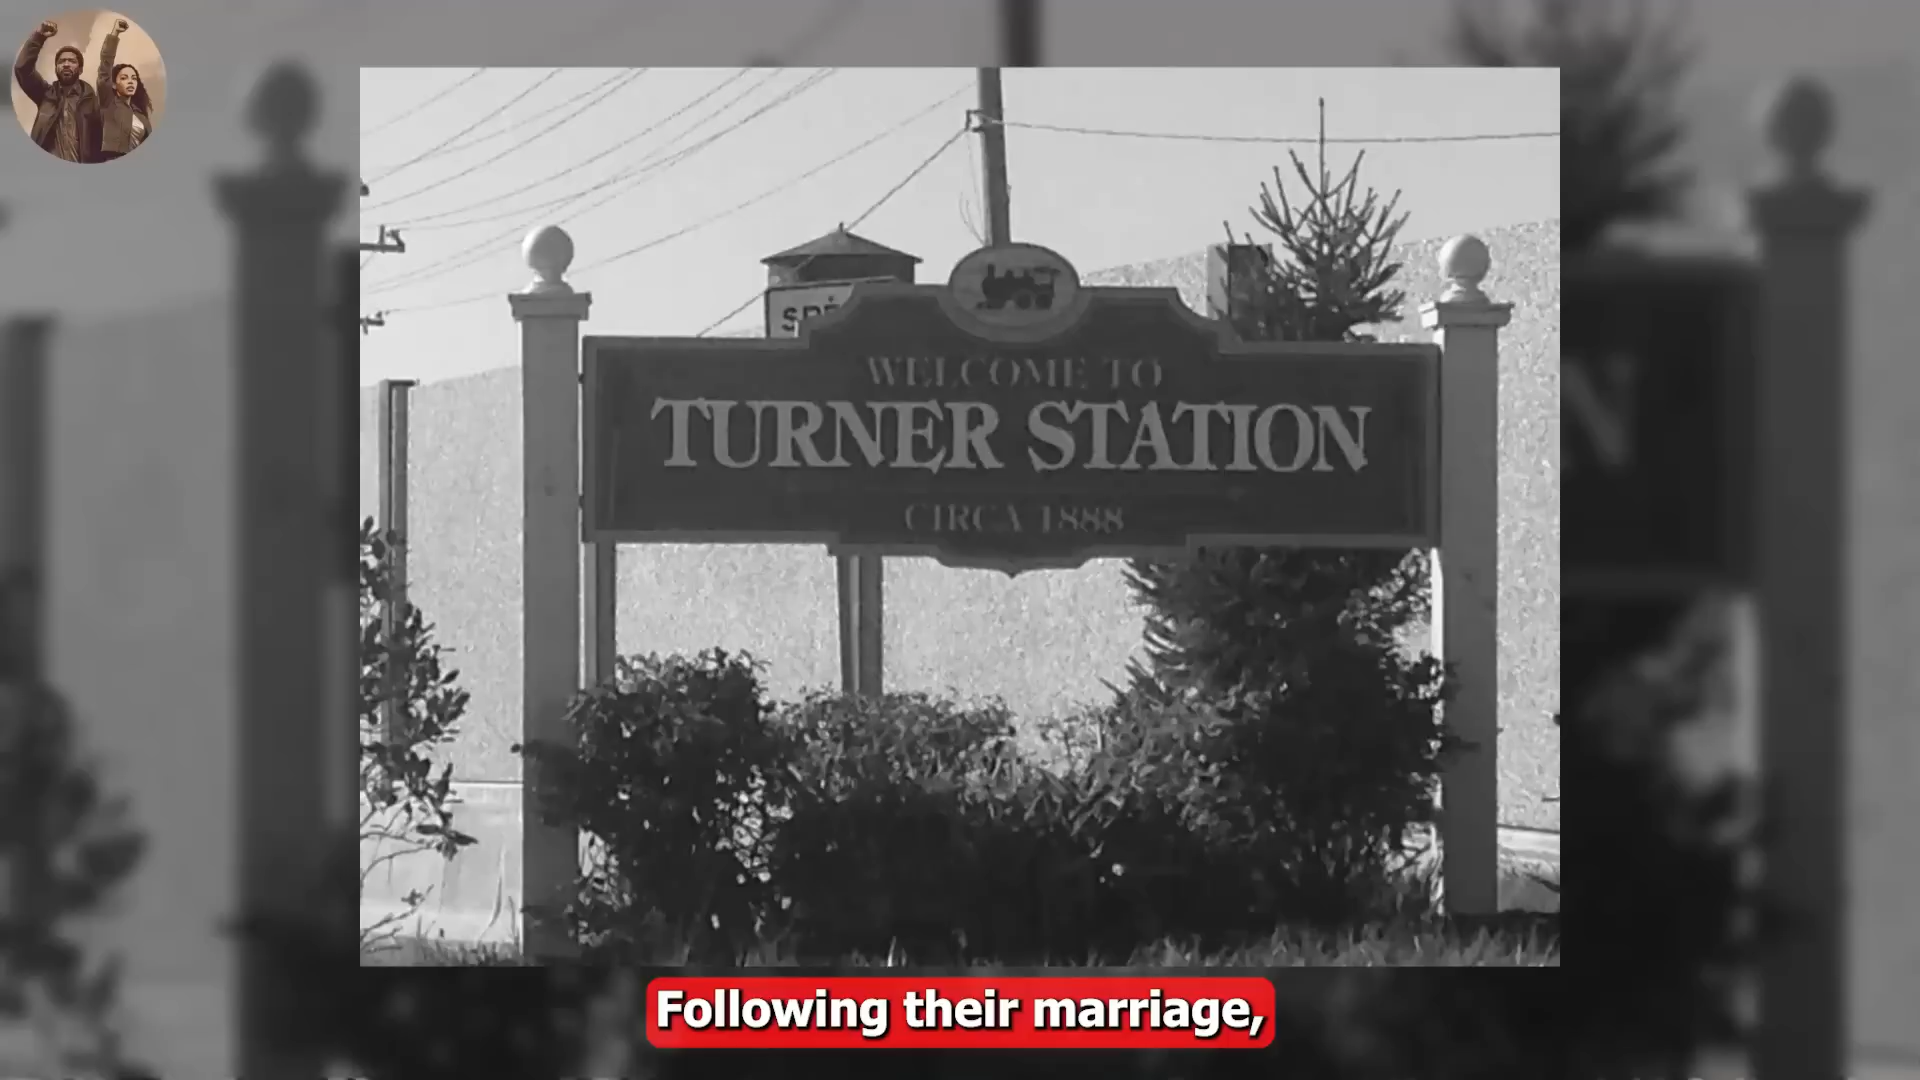 WELCOME TO
TURNER STATION
CIRCA 1888
Following their marriage,